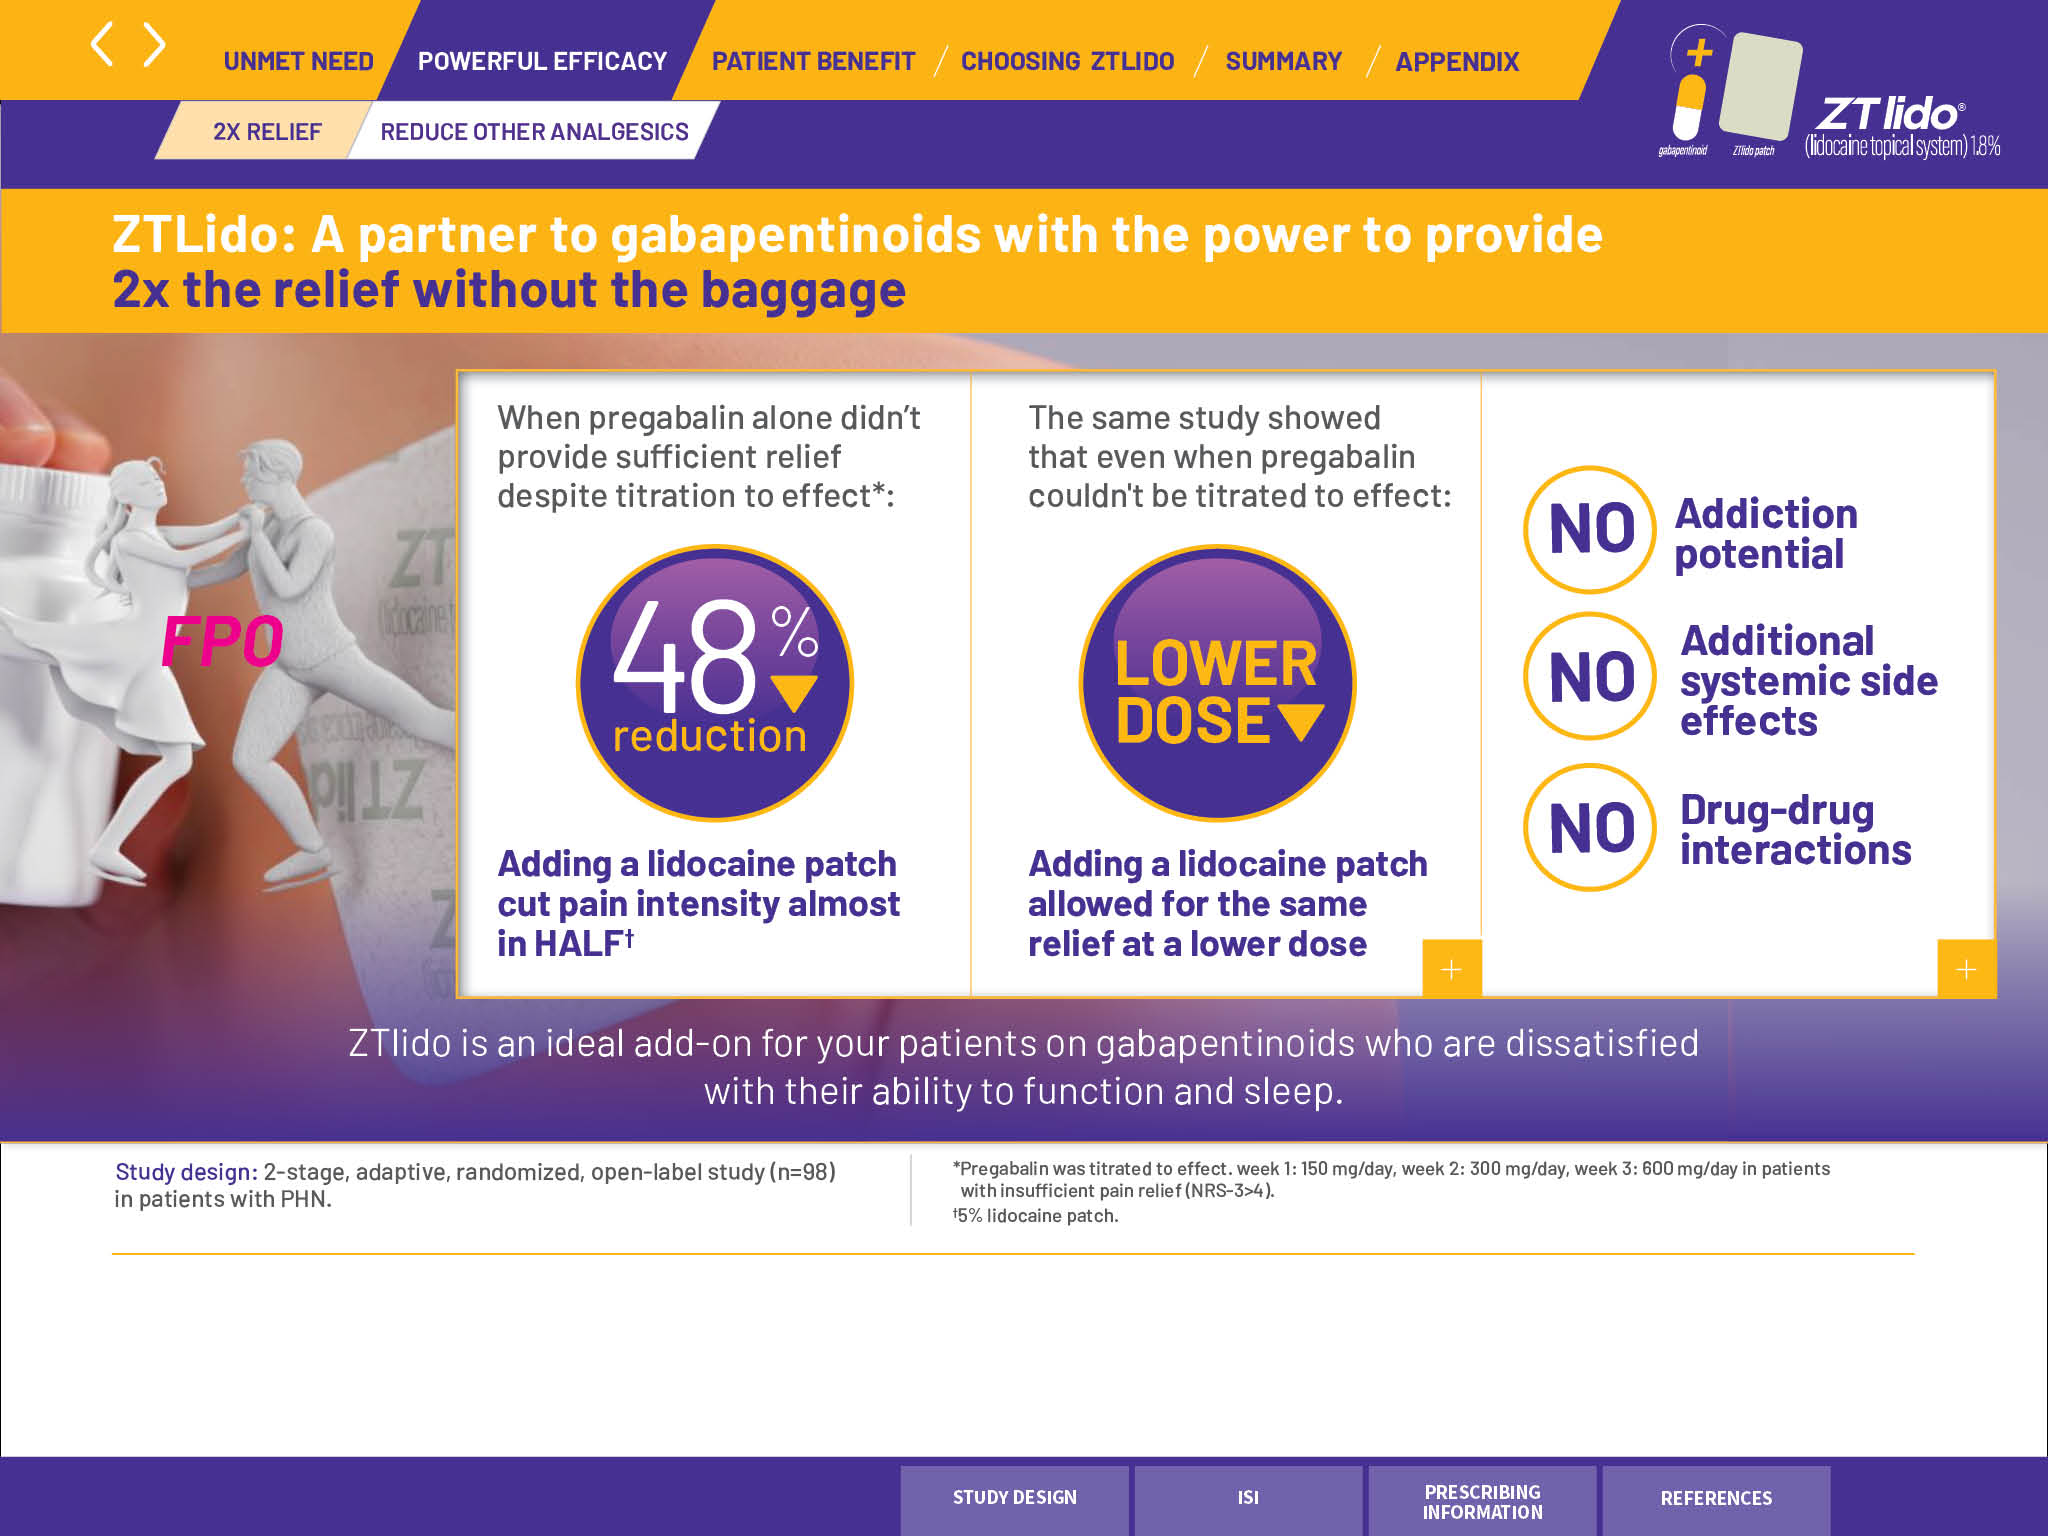 UNMET NEED
POWERFUL EFFICACY
PATIENT BENEFIT
CHOOSING ZTLIDO
SUMMARY
APPENDIX
2X RELIEF
REDUCE OTHER ANALGESICS
+
gabapentinoid
ZTlido patch
ZTlido®
(lidocaine topical system) 1.8%
ZTLido: A partner to gabapentinoids with the power to provide
2x the relief without the baggage
When pregabalin alone didn’t
provide sufficient relief
despite titration to effect*:
48%
reduction
Adding a lidocaine patch
cut pain intensity almost
in HALF†
The same study showed
that even when pregabalin
couldn't be titrated to effect:
LOWER
DOSE
Adding a lidocaine patch
allowed for the same
relief at a lower dose
+
NO Addiction
potential
NO Additional
systemic side
effects
NO Drug-drug
interactions
+
FPO
ZTlido is an ideal add-on for your patients on gabapentinoids who are dissatisfied
with their ability to function and sleep.
Study design: 2-stage, adaptive, randomized, open-label study (n=98)
in patients with PHN.
*Pregabalin was titrated to effect. week 1: 150 mg/day, week 2: 300 mg/day, week 3: 600 mg/day in patients
with insufficient pain relief (NRS-3>4).
†5% lidocaine patch.
STUDY DESIGN
ISI
PRESCRIBING
INFORMATION
REFERENCES